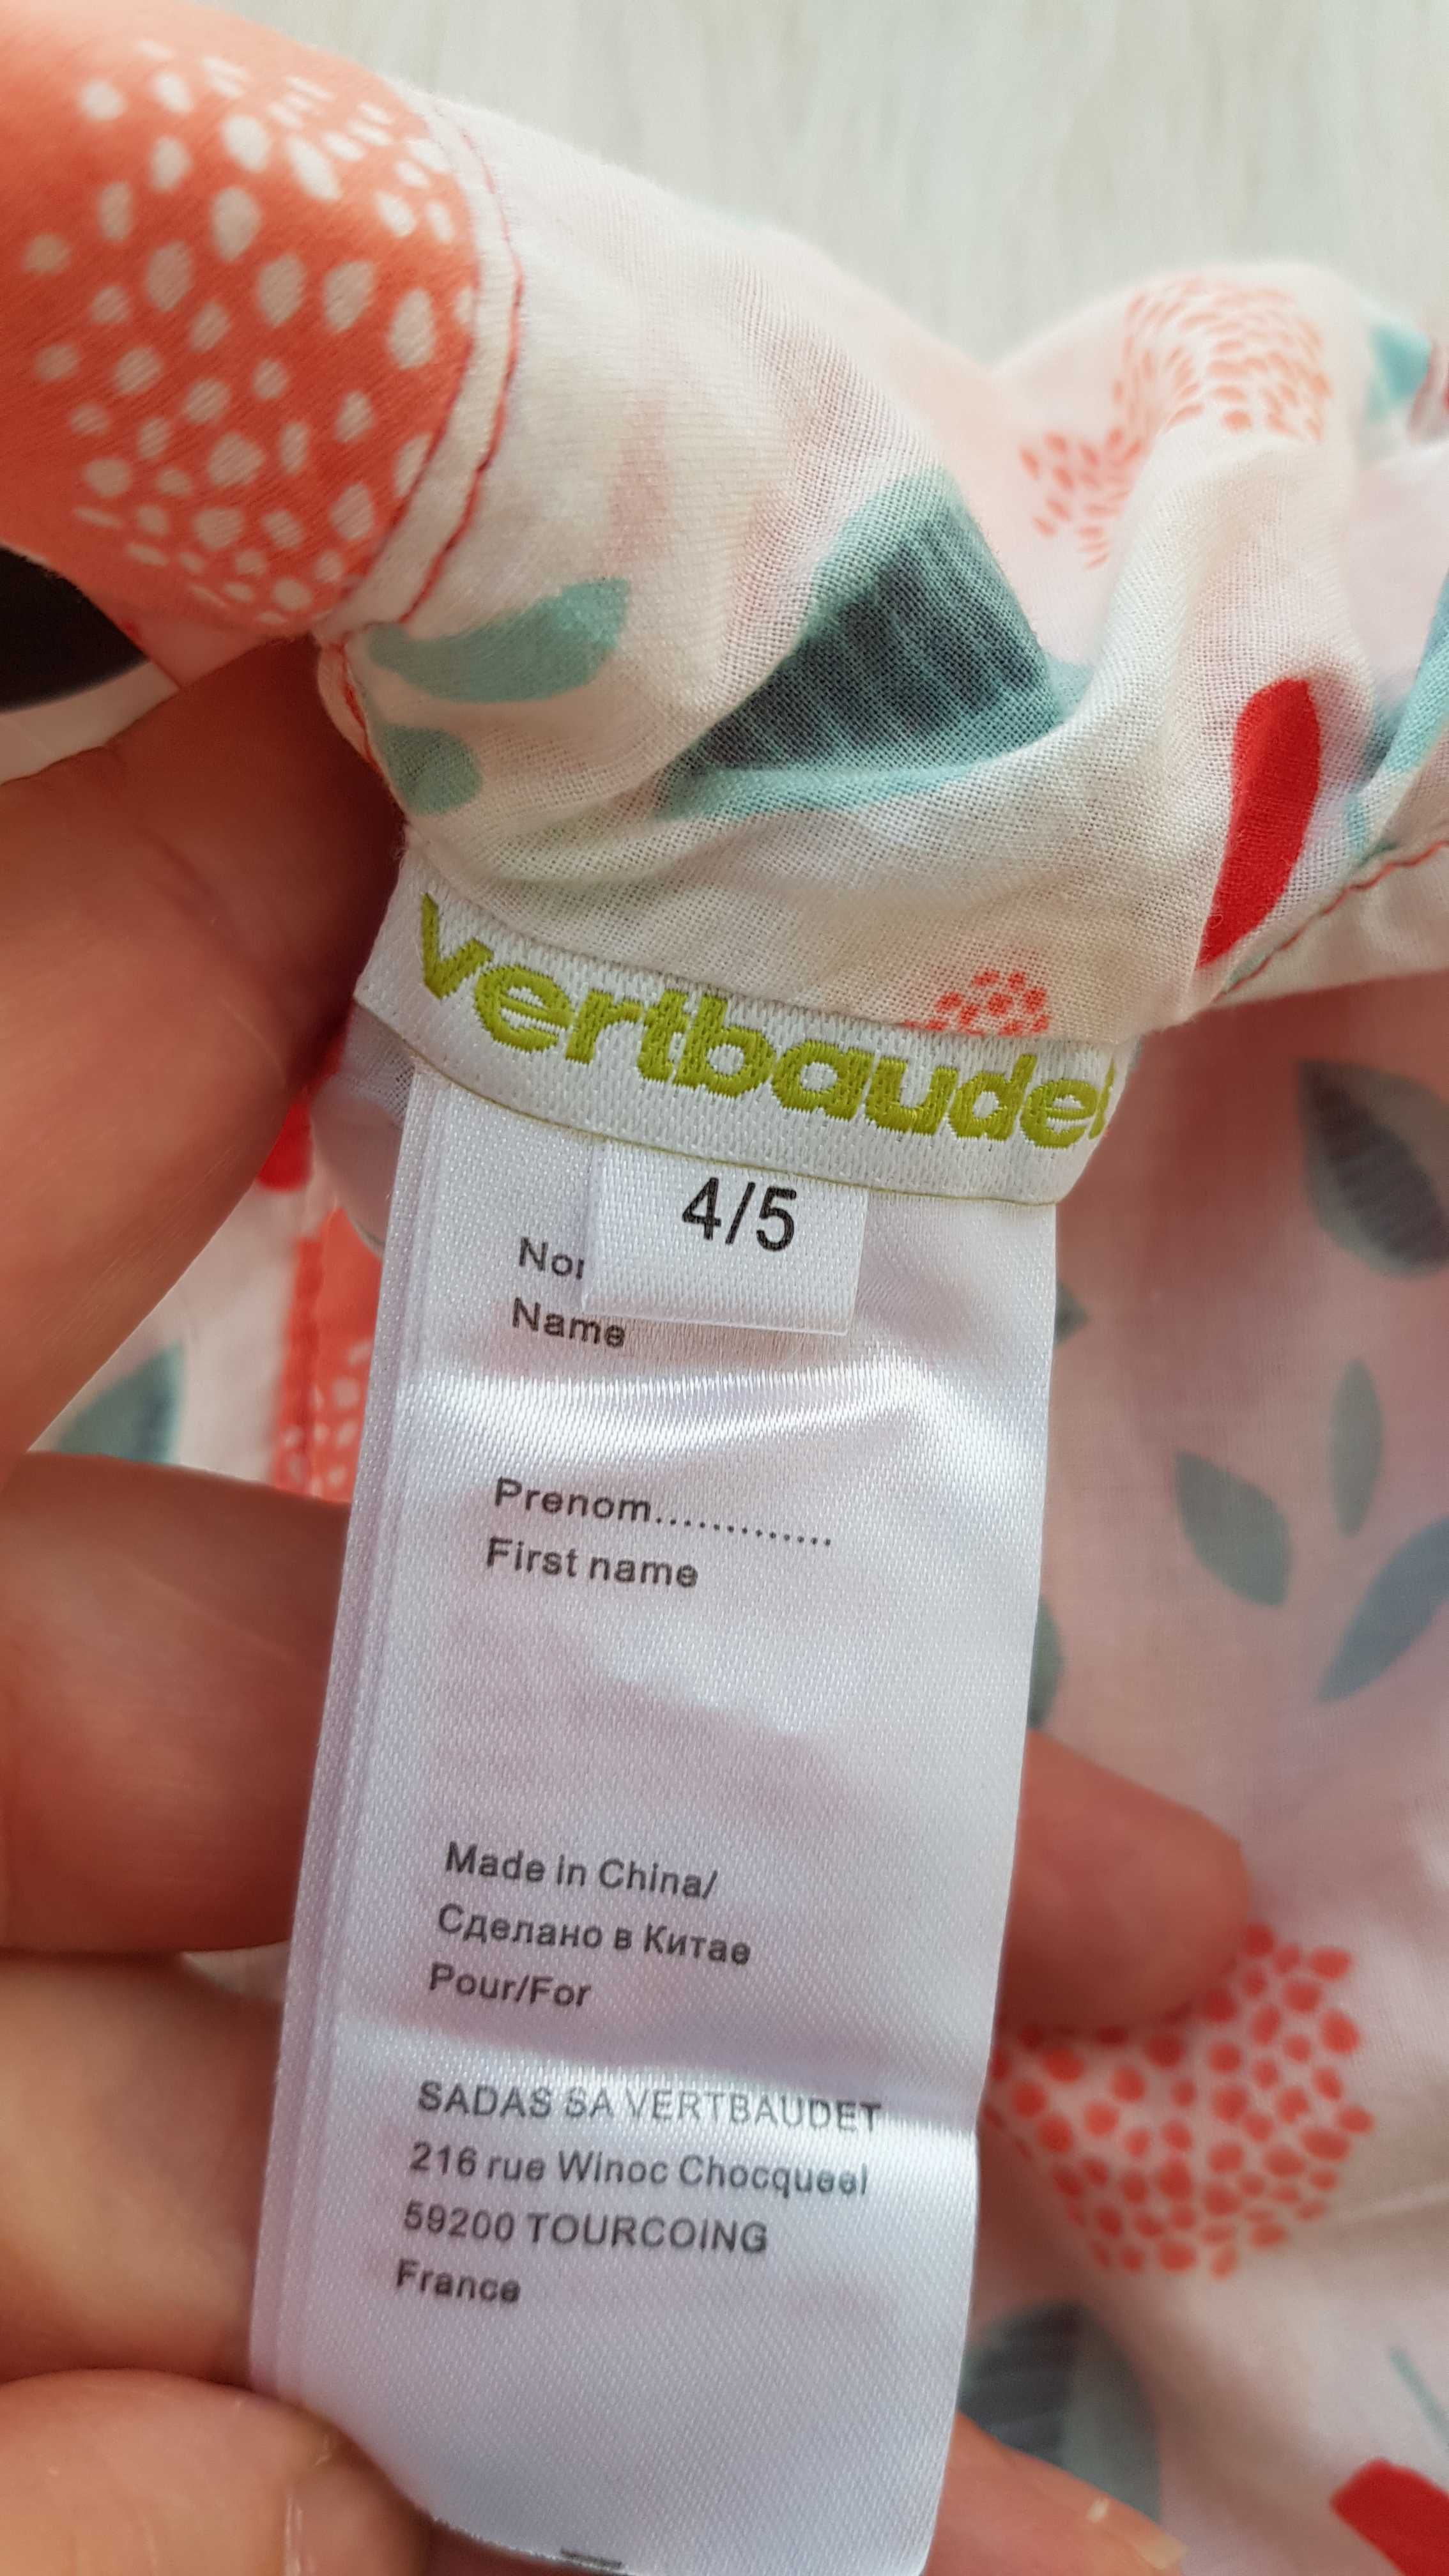 vertbaudet
4/5
Name
Prenom.............
First name
Made in China/
Сделано в Китае
Pour/For
SADAS SA VERTBAUDET
216 rue Winoc Chocqueel
59200 TOURCOING
France